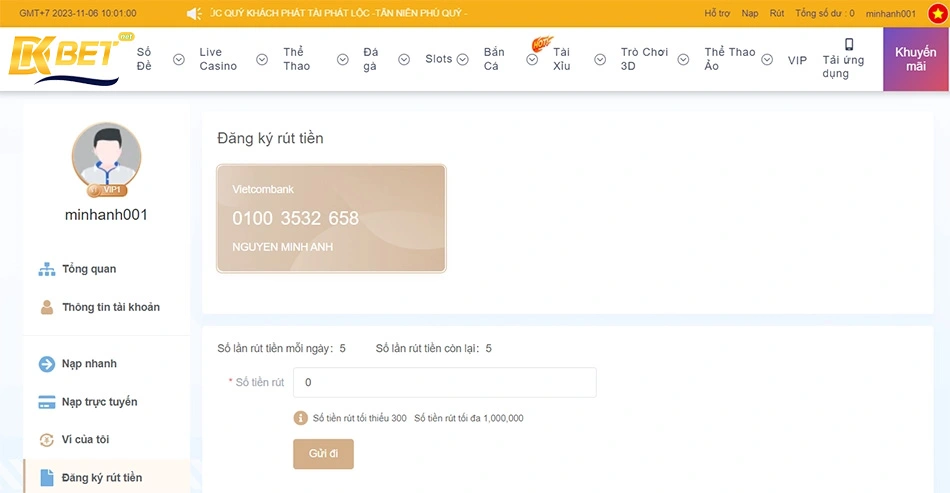 GMT+7 2023-11-06 10:01:00
ÚC QUÝ KHÁCH PHÁT TÀI PHÁT LỘC -TÂN NIÊN PHÚ QUÝ -
Hỗ trợ Nạp Rút Tổng số dư : 0 minhanh001
DKBET
Số Đề
Live Casino
Thể Thao
Đá gà
Slots
Bắn Cá
HOT
Tài Xỉu
Trò Chơi 3D
Thể Thao Ảo
VIP
Tải ứng dụng
Khuyến mãi
VIP1
minhanh001
Tổng quan
Thông tin tài khoản
Nạp nhanh
Nạp trực tuyến
Ví của tôi
Đăng ký rút tiền
Đăng ký rút tiền
Vietcombank
0100 3532 658
NGUYEN MINH ANH
Số lần rút tiền mỗi ngày: 5 Số lần rút tiền còn lại: 5
* Số tiền rút 0
Số tiền rút tối thiểu 300 Số tiền rút tối đa 1,000,000
Gửi đi